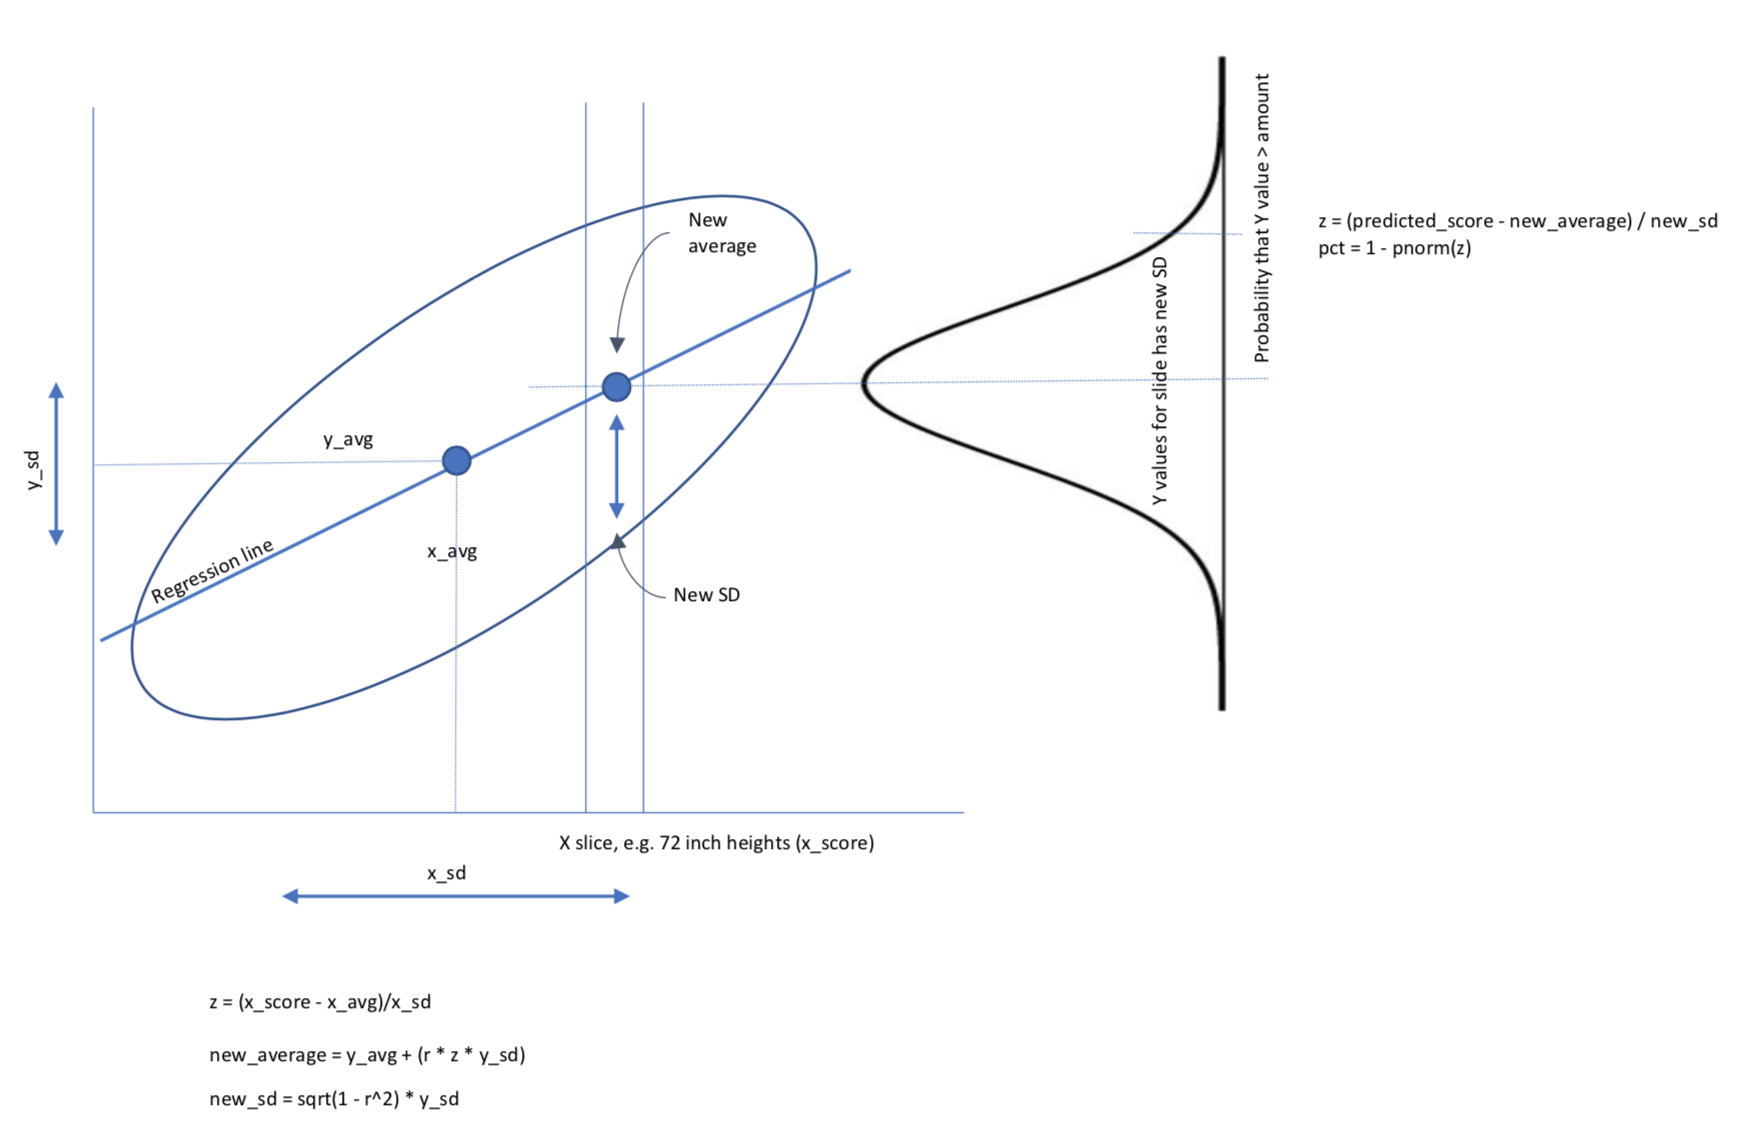 Probability that Y value > amount
New
average
z = (predicted_score - new_average) / new_sd
pct = 1 - pnorm(z)
Y values for slide has new SD
y_avg
y_sd
x_avg
Regression line
New SD
X slice, e.g. 72 inch heights (x_score)
x_sd
z = (x_score - x_avg)/x_sd
new_average = y_avg + (r * z * y_sd)
new_sd = sqrt(1 - r^2) * y_sd